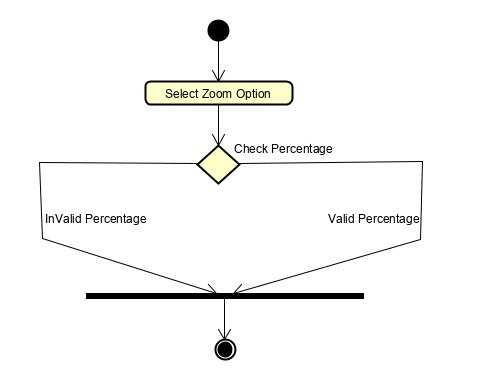 Select Zoom Option
Check Percentage
InValid Percentage
Valid Percentage